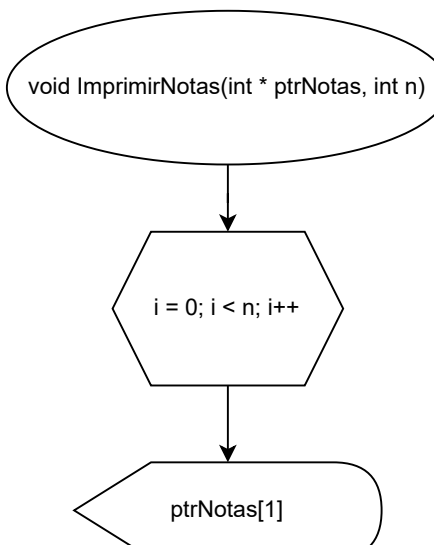 void ImprimirNotas(int * ptrNotas, int n)
i = 0; i < n; i++
ptrNotas[1]